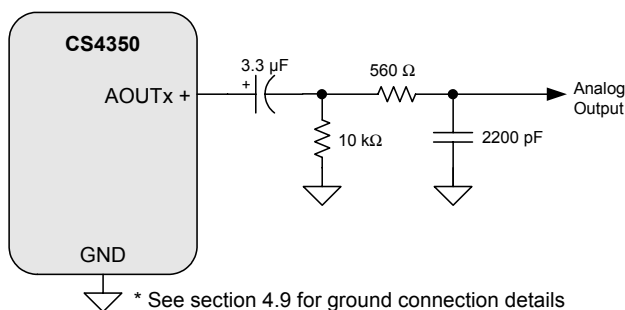 CS4350
3.3 µF
560 Ω
+
AOUTx +
Analog
Output
10 kΩ
2200 pF
GND
* See section 4.9 for ground connection details